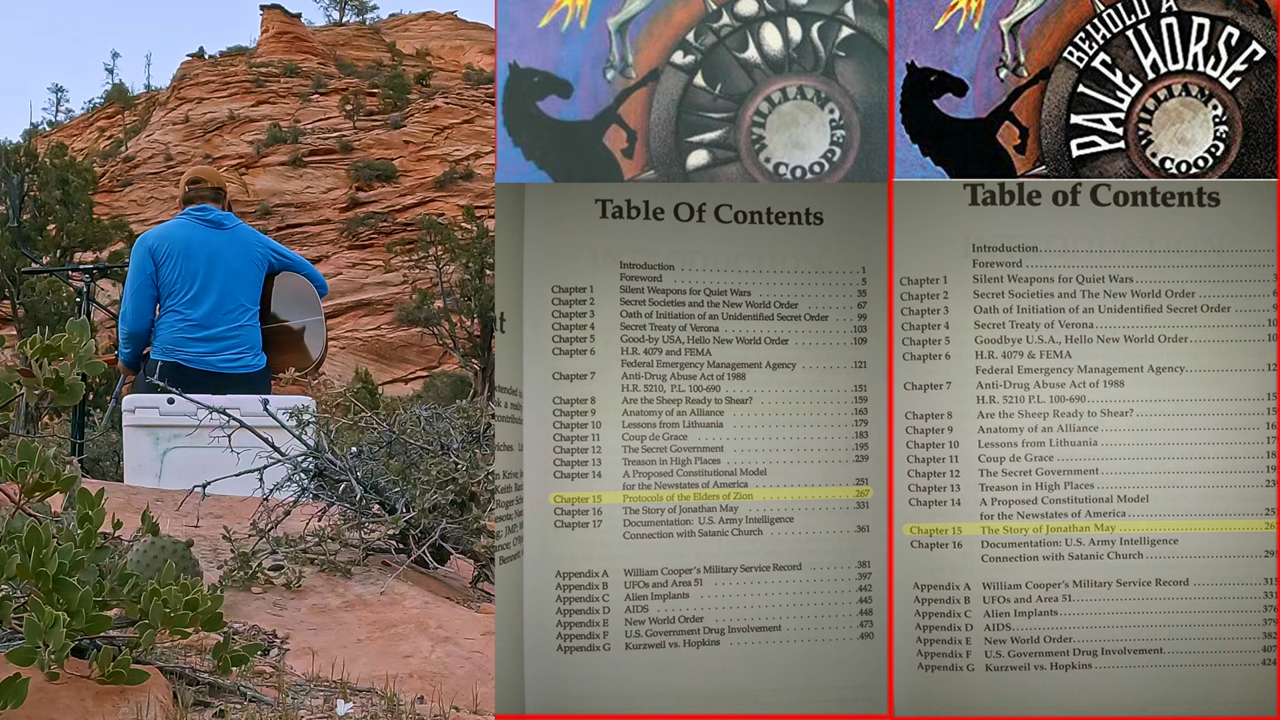 WILLIAM COOPER
Table Of Contents
Introduction . . . . . . . . . . . . . . . . . . . . . 1
Foreword . . . . . . . . . . . . . . . . . . . . . 5
Chapter 1 Silent Weapons for Quiet Wars . . . . . . . . . . 35
Chapter 2 Secret Societies and the New World Order . . . . . . 67
Chapter 3 Oath of Initiation of an Unidentified Secret Order . . . 99
Chapter 4 Secret Treaty of Verona . . . . . . . . . . . . . .103
Chapter 5 Good-by USA, Hello New World Order . . . . . . . .109
Chapter 6 H.R. 4079 and FEMA
Federal Emergency Management Agency . . . . . . .121
Chapter 7 Anti-Drug Abuse Act of 1988
H.R. 5210, P.L. 100-690 . . . . . . . . . . . . . . .151
Chapter 8 Are the Sheep Ready to Shear? . . . . . . . . . . .159
Chapter 9 Anatomy of an Alliance . . . . . . . . . . . . . .163
Chapter 10 Lessons from Lithuania . . . . . . . . . . . . . .179
Chapter 11 Coup de Grace . . . . . . . . . . . . . . . . . .183
Chapter 12 The Secret Government . . . . . . . . . . . . . .195
Chapter 13 Treason in High Places . . . . . . . . . . . . . .239
Chapter 14 A Proposed Constitutional Model
for the Newstates of America . . . . . . . . . . . .251
Chapter 15 Protocols of the Elders of Zion . . . . . . . . . . .267
Chapter 16 The Story of Jonathan May . . . . . . . . . . . . .331
Chapter 17 Documentation: U.S. Army Intelligence
Connection with Satanic Church . . . . . . . . . .361
Appendix A William Cooper's Military Service Record . . . . . .381
Appendix B UFOs and Area 51 . . . . . . . . . . . . . . . .397
Appendix C Alien Implants . . . . . . . . . . . . . . . . . .442
Appendix D AIDS . . . . . . . . . . . . . . . . . . . . . .445
Appendix E New World Order . . . . . . . . . . . . . . . .448
Appendix F U.S. Government Drug Involvement . . . . . . . .473
Appendix G Kurzweil vs. Hopkins . . . . . . . . . . . . . . .490
BEHOLD A
PALE HORSE
WILLIAM COOPER
Table of Contents
Introduction
Foreword
Chapter 1 Silent Weapons for Quiet Wars
Chapter 2 Secret Societies and The New World Order
Chapter 3 Oath of Initiation of an Unidentified Secret Order
Chapter 4 Secret Treaty of Verona
Chapter 5 Goodbye U.S.A., Hello New World Order
Chapter 6 H.R. 4079 & FEMA
Federal Emergency Management Agency
Chapter 7 Anti-Drug Abuse Act of 1988
H.R. 5210 P.L. 100-690
Chapter 8 Are the Sheep Ready to Shear?
Chapter 9 Anatomy of an Alliance
Chapter 10 Lessons from Lithuania
Chapter 11 Coup de Grace
Chapter 12 The Secret Government
Chapter 13 Treason in High Places
Chapter 14 A Proposed Constitutional Model
for the Newstates of America
Chapter 15 The Story of Jonathan May
Chapter 16 Documentation: U.S. Army Intelligence
Connection with Satanic Church
Appendix A William Cooper's Military Service Record
Appendix B UFOs and Area 51
Appendix C Alien Implants
Appendix D AIDS
Appendix E New World Order
Appendix F U.S. Government Drug Involvement
Appendix G Kurzweil vs. Hopkins